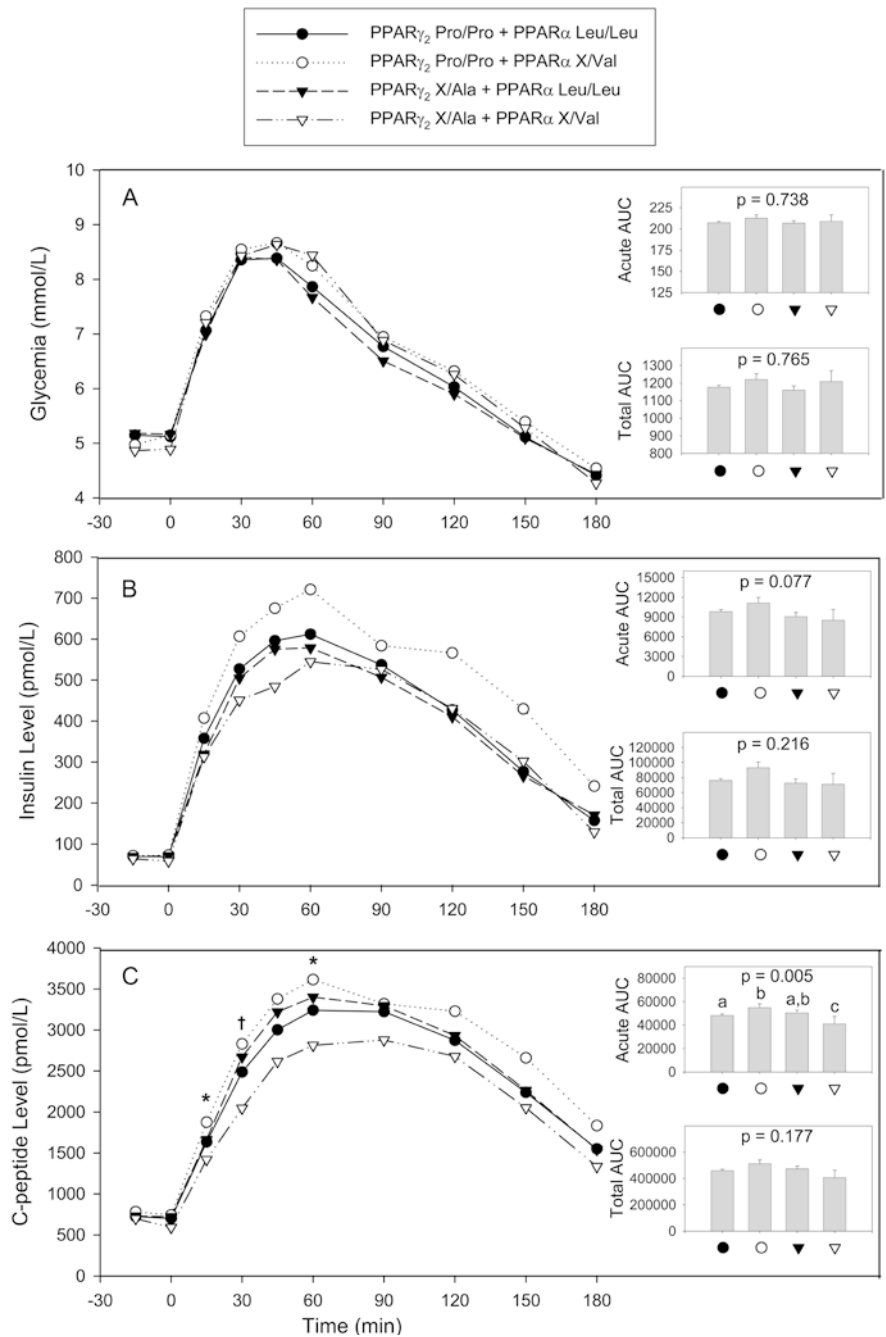 PPARγ₂ Pro/Pro + PPARα Leu/Leu
PPARγ₂ Pro/Pro + PPARα X/Val
PPARγ₂ X/Ala + PPARα Leu/Leu
PPARγ₂ X/Ala + PPARα X/Val
A
Glycemia (mmol/L)
10
9
8
7
6
5
4
-30 0 30 60 90 120 150 180
p = 0.738
Acute AUC
225
200
175
150
125
p = 0.765
Total AUC
1300
1200
1100
1000
900
800
B
Insulin Level (pmol/L)
800
700
600
500
400
300
200
100
0
-30 0 30 60 90 120 150 180
p = 0.077
Acute AUC
15000
12000
9000
6000
3000
0
p = 0.216
Total AUC
120000
100000
80000
60000
40000
20000
0
C
C-peptide Level (pmol/L)
4000
3500
3000
2500
2000
1500
1000
500
0
* † *
-30 0 30 60 90 120 150 180
Time (min)
p = 0.005
a b a,b c
Acute AUC
80000
60000
40000
20000
0
p = 0.177
Total AUC
600000
400000
200000
0